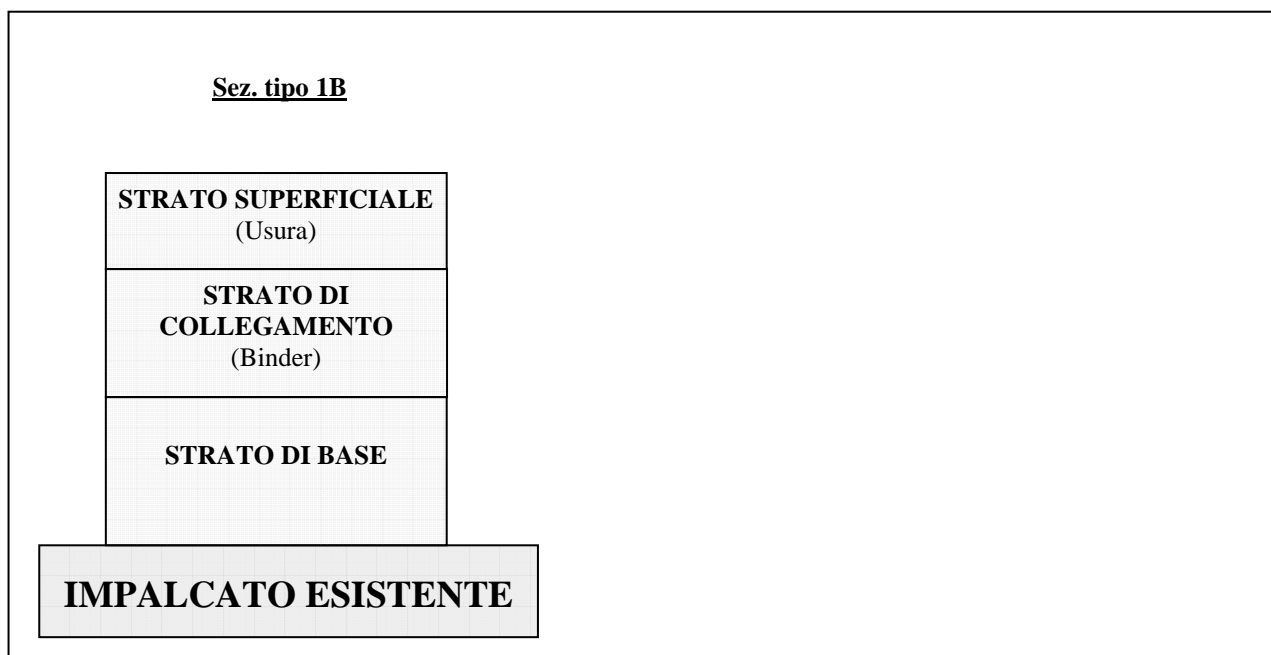 Sez. tipo 1B
STRATO SUPERFICIALE
(Usura)
STRATO DI
COLLEGAMENTO
(Binder)
STRATO DI BASE
IMPALCATO ESISTENTE